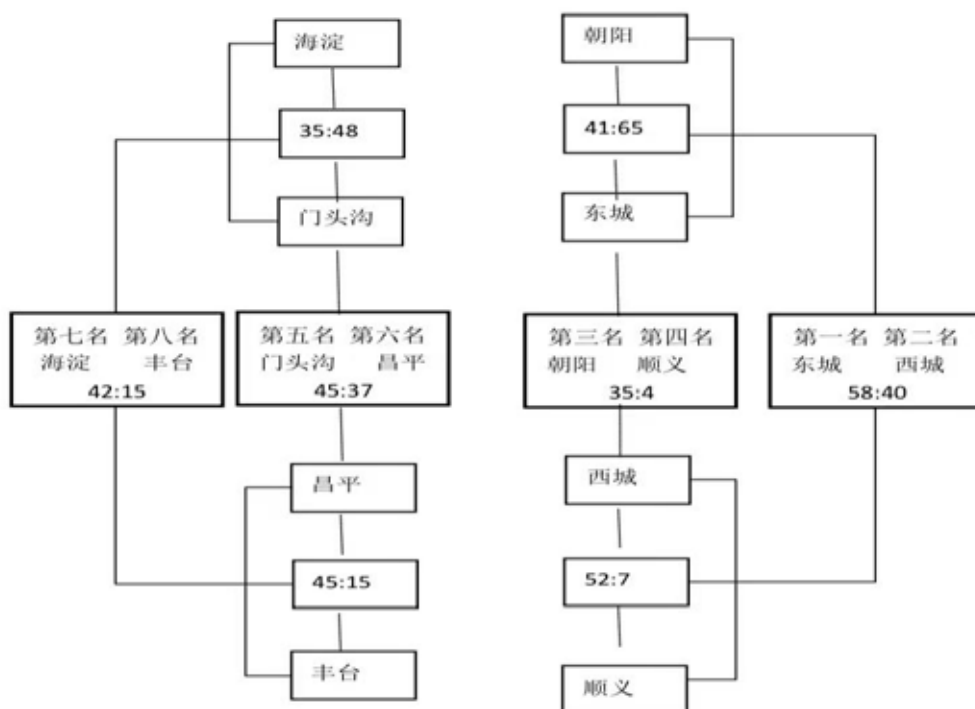 海淀
35:48
门头沟
第七名 第八名
海淀 丰台
42:15
第五名 第六名
门头沟 昌平
45:37
昌平
45:15
丰台
朝阳
41:65
东城
第三名 第四名
朝阳 顺义
35:4
第一名 第二名
东城 西城
58:40
西城
52:7
顺义